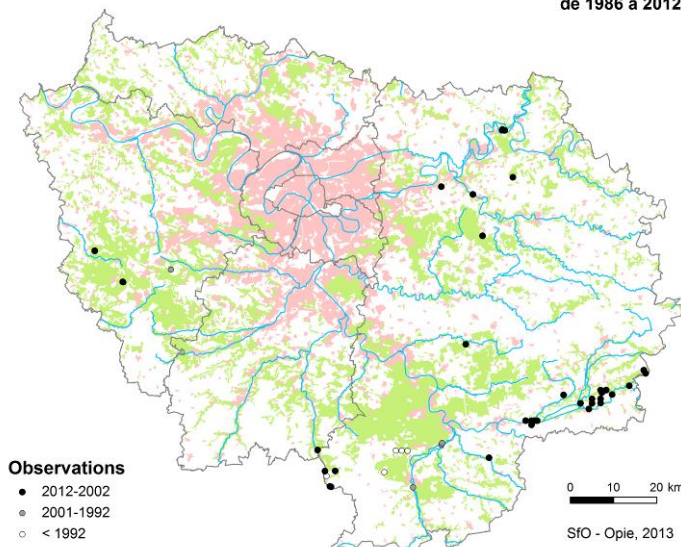 de 1986 à 2012
Observations
2012-2002
2001-1992
< 1992
0 10 20 km
SfO - Opie, 2013